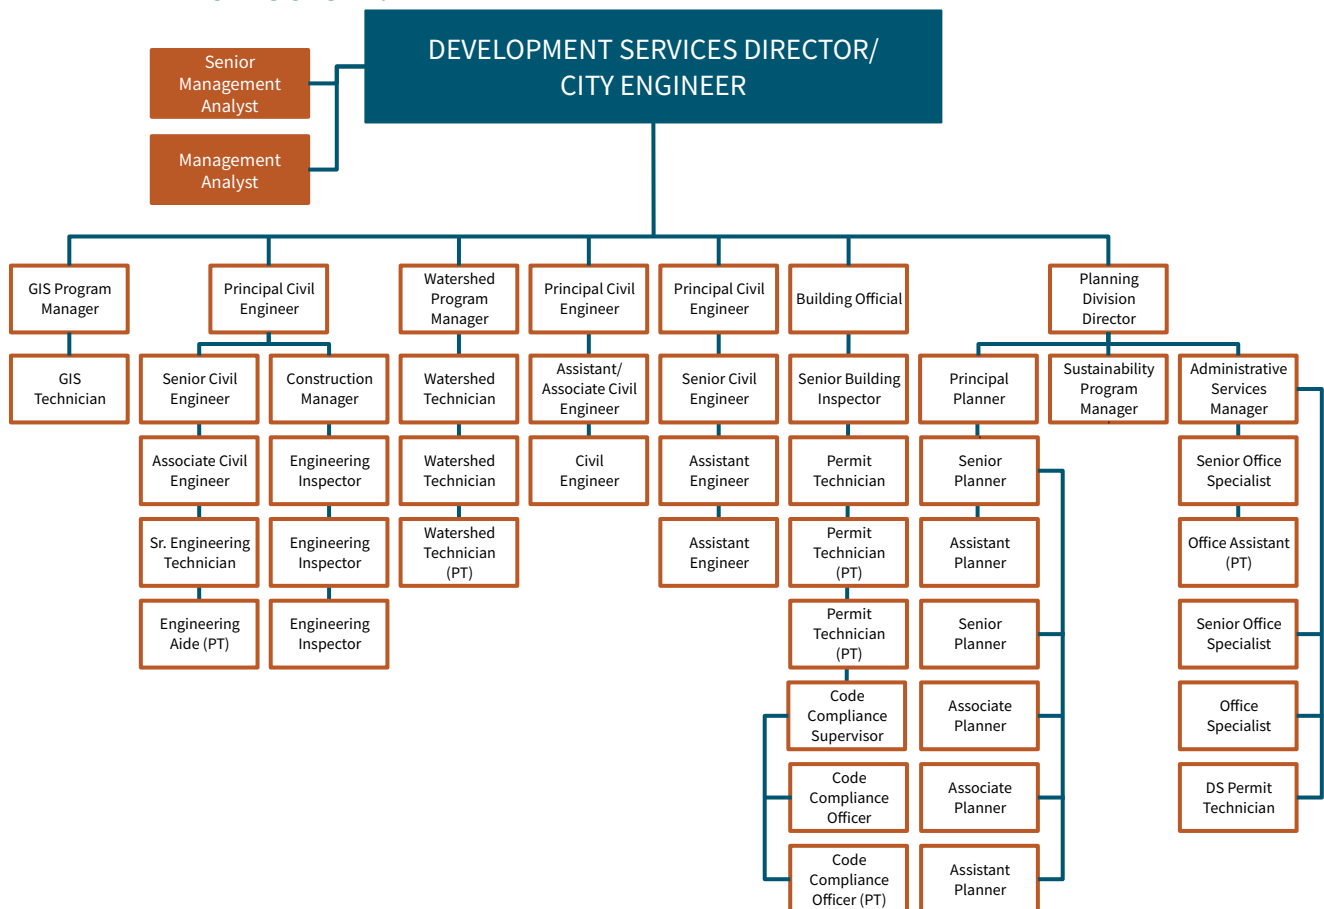 DEVELOPMENT SERVICES DIRECTOR/
CITY ENGINEER
Senior
Management
Analyst
Management
Analyst
GIS Program
Manager
Principal Civil
Engineer
Watershed
Program
Manager
Principal Civil
Engineer
Principal Civil
Engineer
Building Official
Planning
Division
Director
GIS
Technician
Senior Civil
Engineer
Construction
Manager
Watershed
Technician
Assistant/
Associate Civil
Engineer
Senior Civil
Engineer
Senior Building
Inspector
Principal
Planner
Sustainability
Program
Manager
Administrative
Services
Manager
Associate Civil
Engineer
Engineering
Inspector
Watershed
Technician
Civil
Engineer
Assistant
Engineer
Permit
Technician
Senior
Planner
Senior Office
Specialist
Sr. Engineering
Technician
Engineering
Inspector
Watershed
Technician
(PT)
Assistant
Engineer
Permit
Technician
(PT)
Assistant
Planner
Office Assistant
(PT)
Engineering
Aide (PT)
Engineering
Inspector
Permit
Technician
(PT)
Senior
Planner
Senior Office
Specialist
Code
Compliance
Supervisor
Associate
Planner
Office
Specialist
Code
Compliance
Officer
Associate
Planner
DS Permit
Technician
Code
Compliance
Officer (PT)
Assistant
Planner